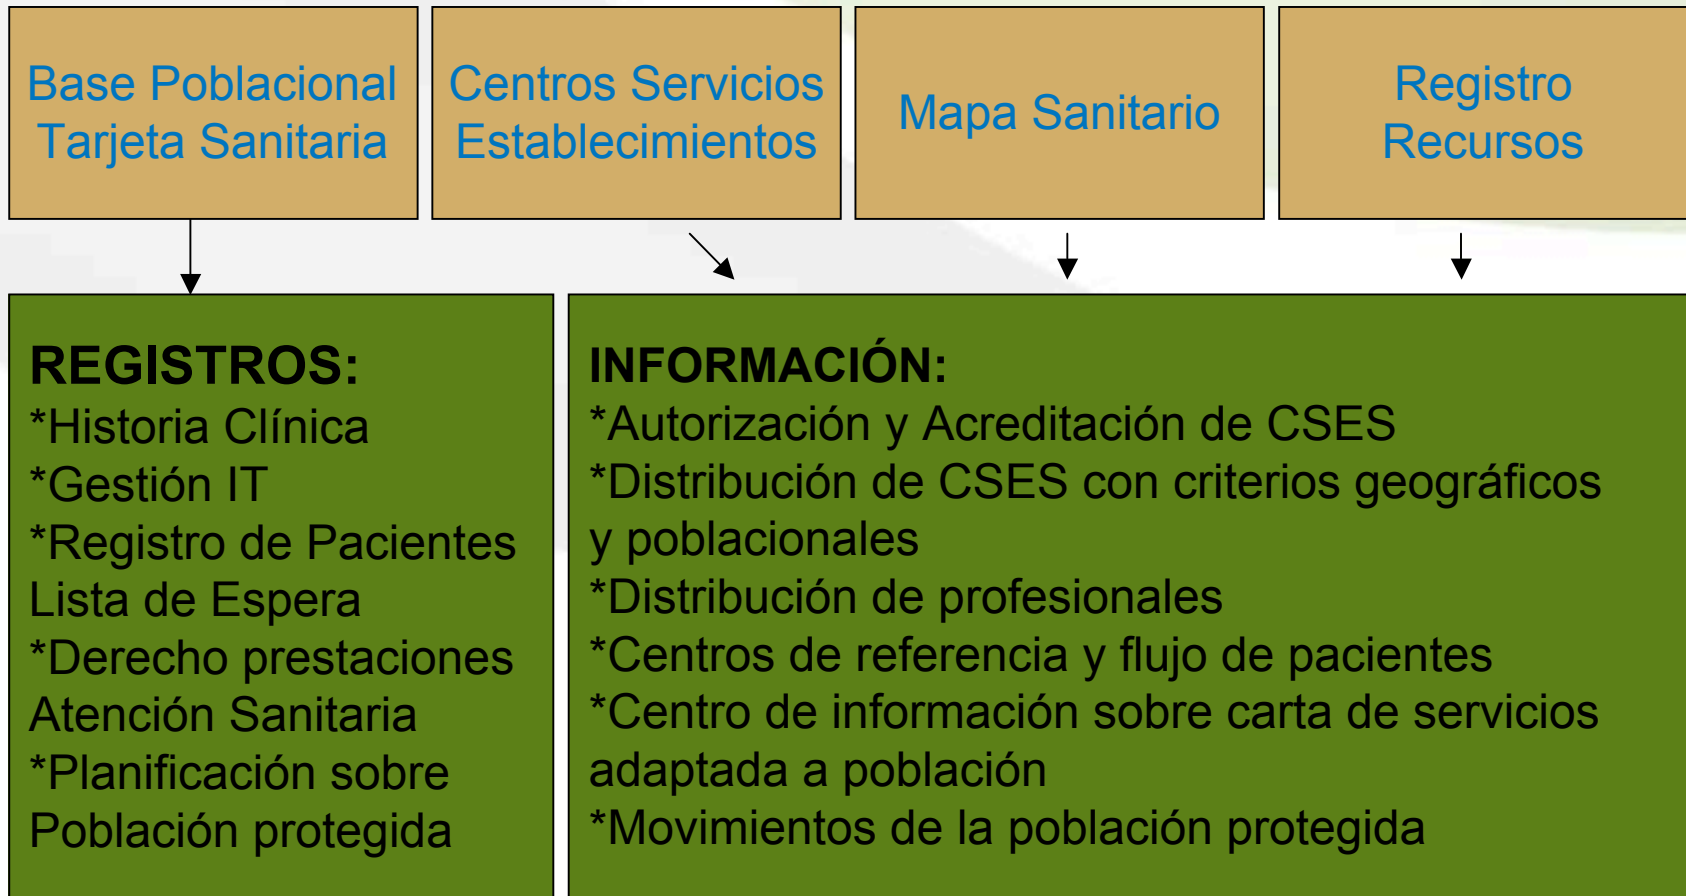 Base Poblacional
Tarjeta Sanitaria
Centros Servicios
Establecimientos
Mapa Sanitario
Registro
Recursos
REGISTROS:
*Historia Clínica
*Gestión IT
*Registro de Pacientes
Lista de Espera
*Derecho prestaciones
Atención Sanitaria
*Planificación sobre
Población protegida
INFORMACIÓN:
*Autorización y Acreditación de CSES
*Distribución de CSES con criterios geográficos
y poblacionales
*Distribución de profesionales
*Centros de referencia y flujo de pacientes
*Centro de información sobre carta de servicios
adaptada a población
*Movimientos de la población protegida